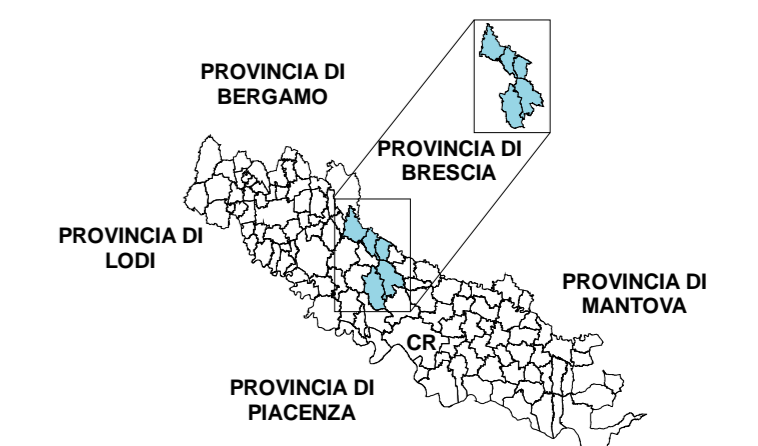 PROVINCIA DI
BERGAMO
PROVINCIA DI
BRESCIA
PROVINCIA DI
LODI
PROVINCIA DI
MANTOVA
CR
PROVINCIA DI
PIACENZA